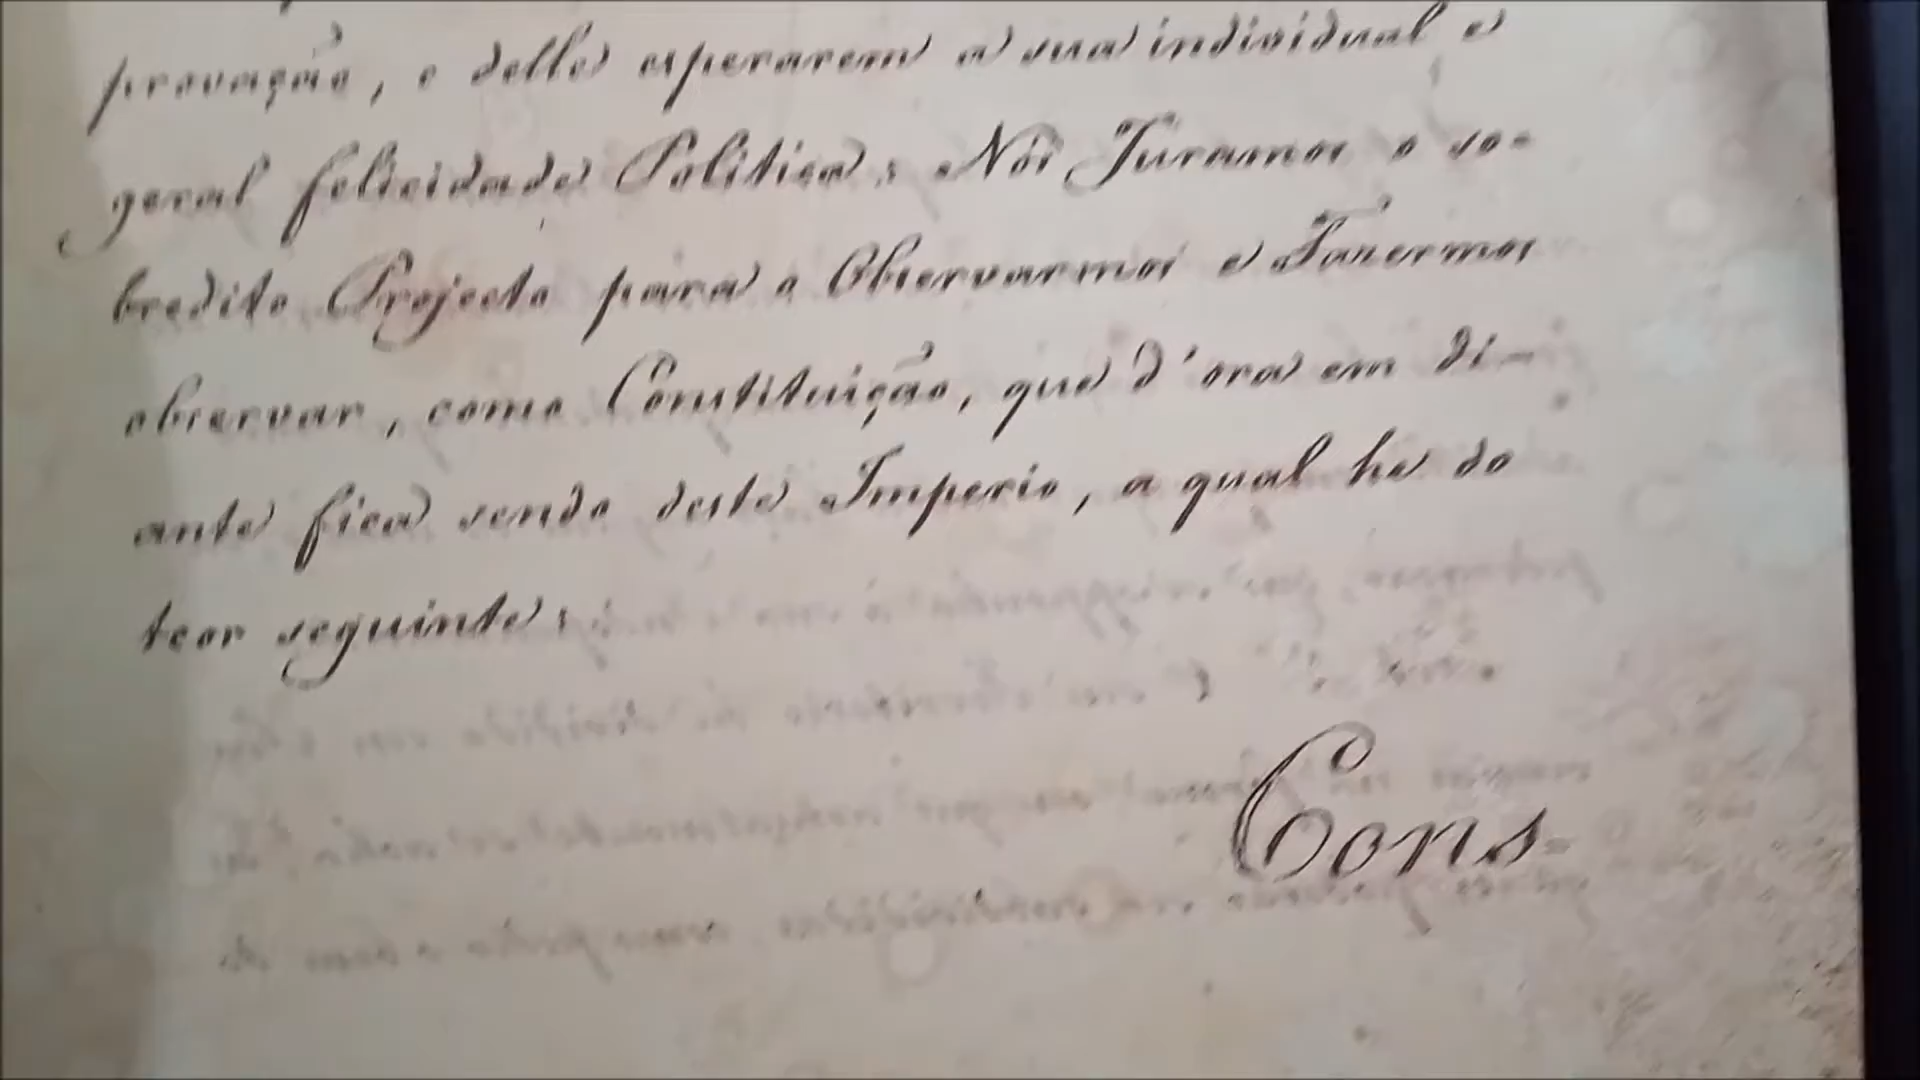 provação, e delle esperarem a sua individual e
geral felicidade Politica: Nós Juramos o so-
bredito Projecto para o Observarmos e Fazermos
observar, como Constituição, que d'ora em di-
ante fica sendo deste Imperio, a qual he do
teor seguinte:
Cons-